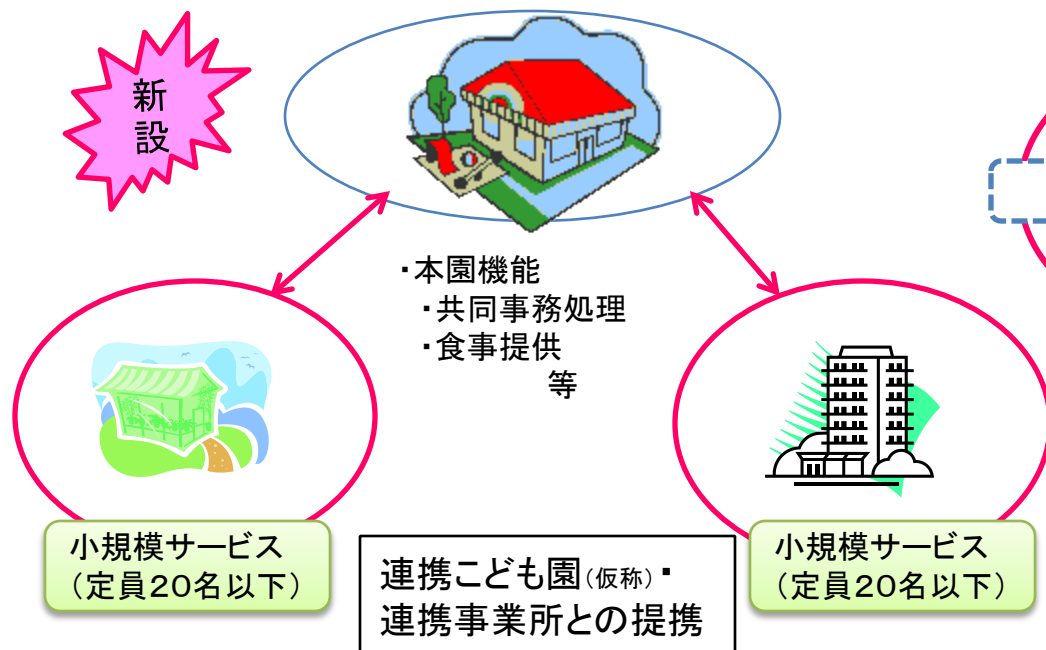 新
設
・本園機能
・共同事務処理
・食事提供
等
小規模サービス
（定員２０名以下）
連携こども園（仮称）・
連携事業所との提携
小規模サービス
（定員２０名以下）